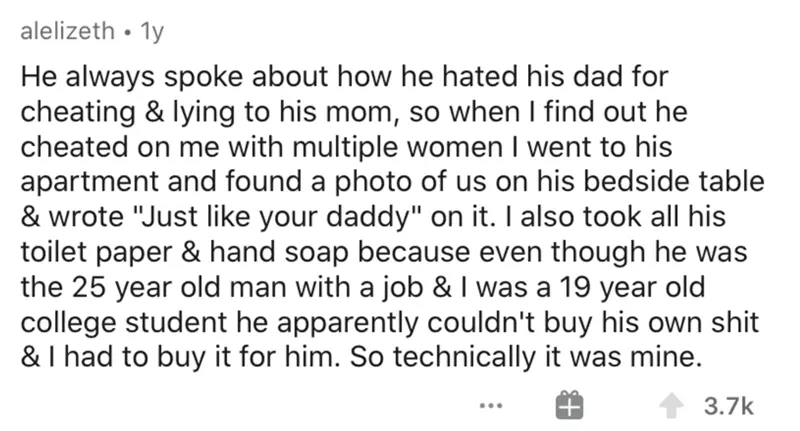 alelizeth • 1y
He always spoke about how he hated his dad for
cheating & lying to his mom, so when I find out he
cheated on me with multiple women I went to his
apartment and found a photo of us on his bedside table
& wrote "Just like your daddy" on it. I also took all his
toilet paper & hand soap because even though he was
the 25 year old man with a job & I was a 19 year old
college student he apparently couldn't buy his own shit
& I had to buy it for him. So technically it was mine.
3.7k